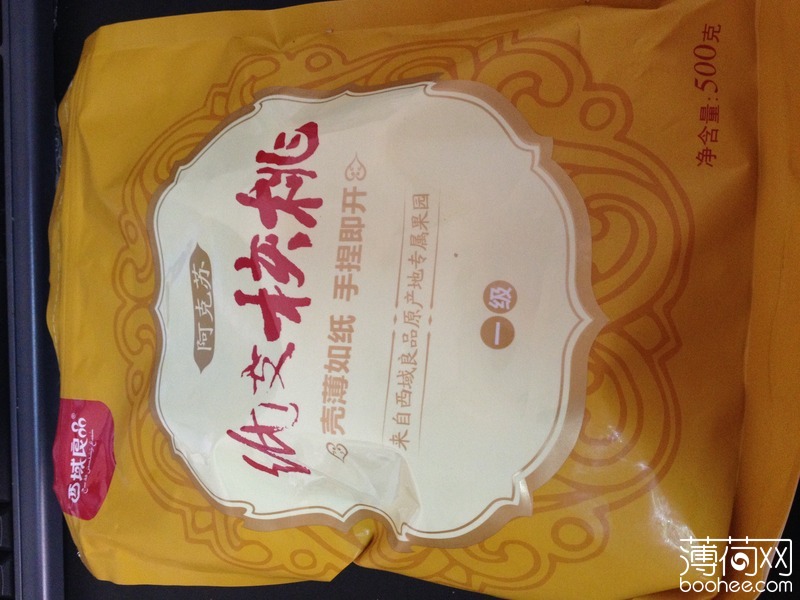 西域良品
阿克苏
纸皮核桃
壳薄如纸 手捏即开
来自西域良品原产地专属果园
一级
净含量:500克
薄荷网
boohee.com